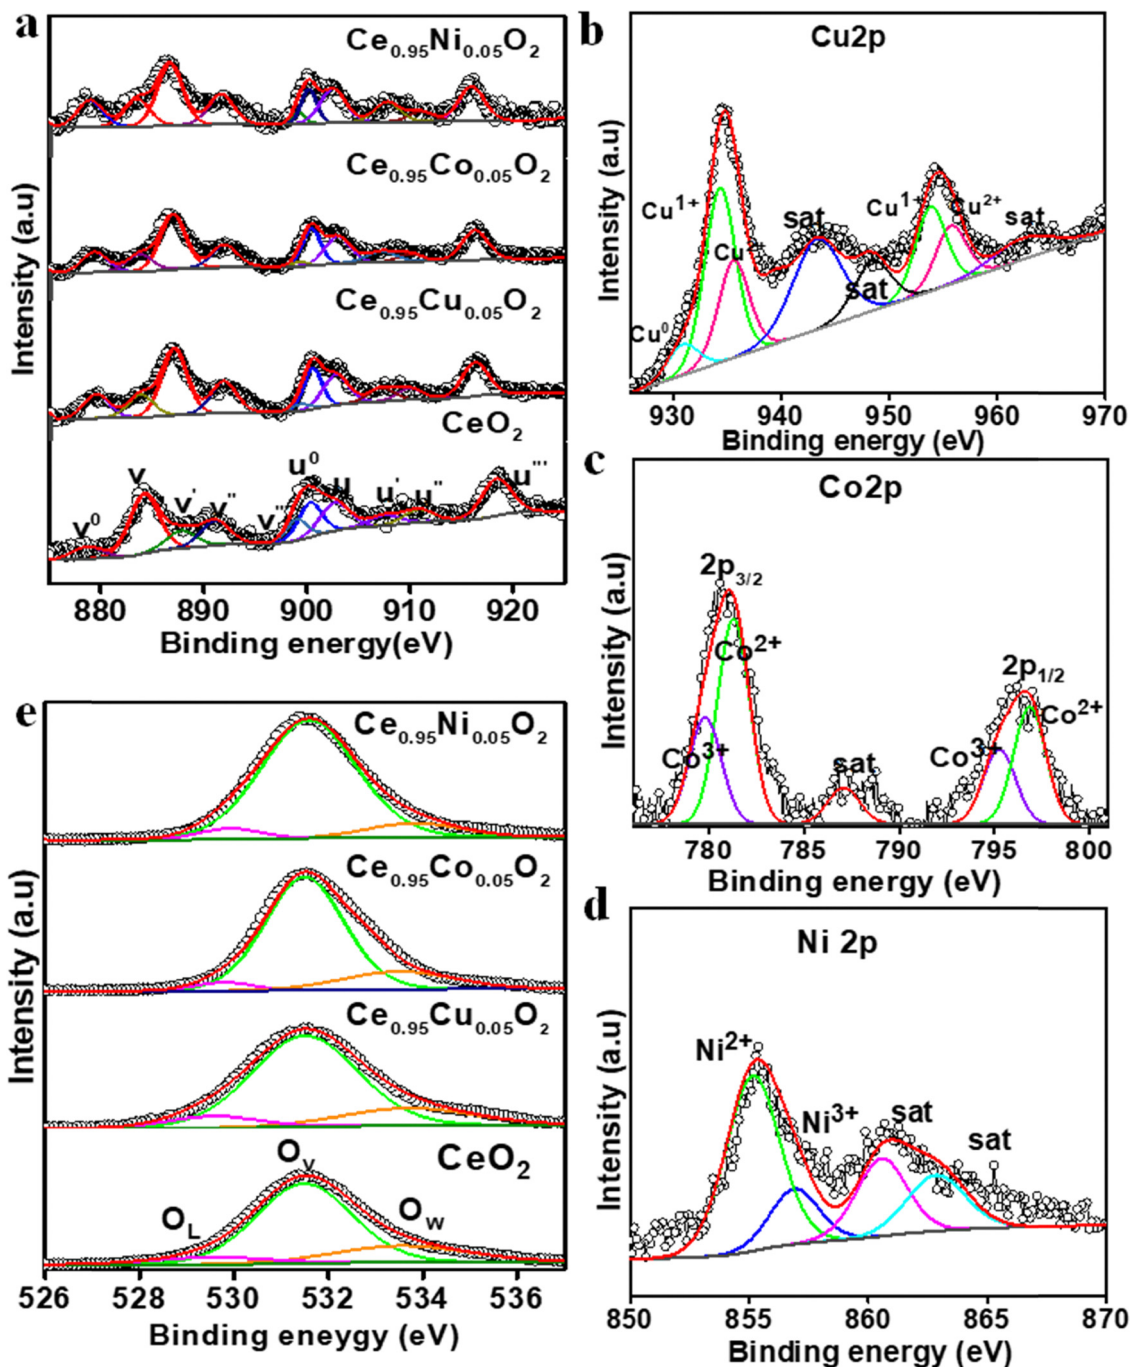 a
Ce0.95Ni0.05O2
Ce0.95Co0.05O2
Ce0.95Cu0.05O2
CeO2
v0 v v' v'' v''' u0 u u' u'' u'''
Intensity (a.u)
880 890 900 910 920
Binding energy(eV)
b
Cu2p
Cu1+ Cu2+ sat Cu1+ Cu2+ sat
Cu0 sat
Intensity (a.u)
930 940 950 960 970
Binding energy (eV)
c
Co2p
2p3/2
Co2+
Co3+ sat
2p1/2
Co3+ Co2+
Intensity (a.u)
780 785 790 795 800
Binding energy (eV)
d
Ni 2p
Ni2+
Ni3+ sat sat
Intensity (a.u)
850 855 860 865 870
Binding energy (eV)
e
Ce0.95Ni0.05O2
Ce0.95Co0.05O2
Ce0.95Cu0.05O2
CeO2
OL Ov Ow
Intensity (a.u)
526 528 530 532 534 536
Binding eneygy (eV)